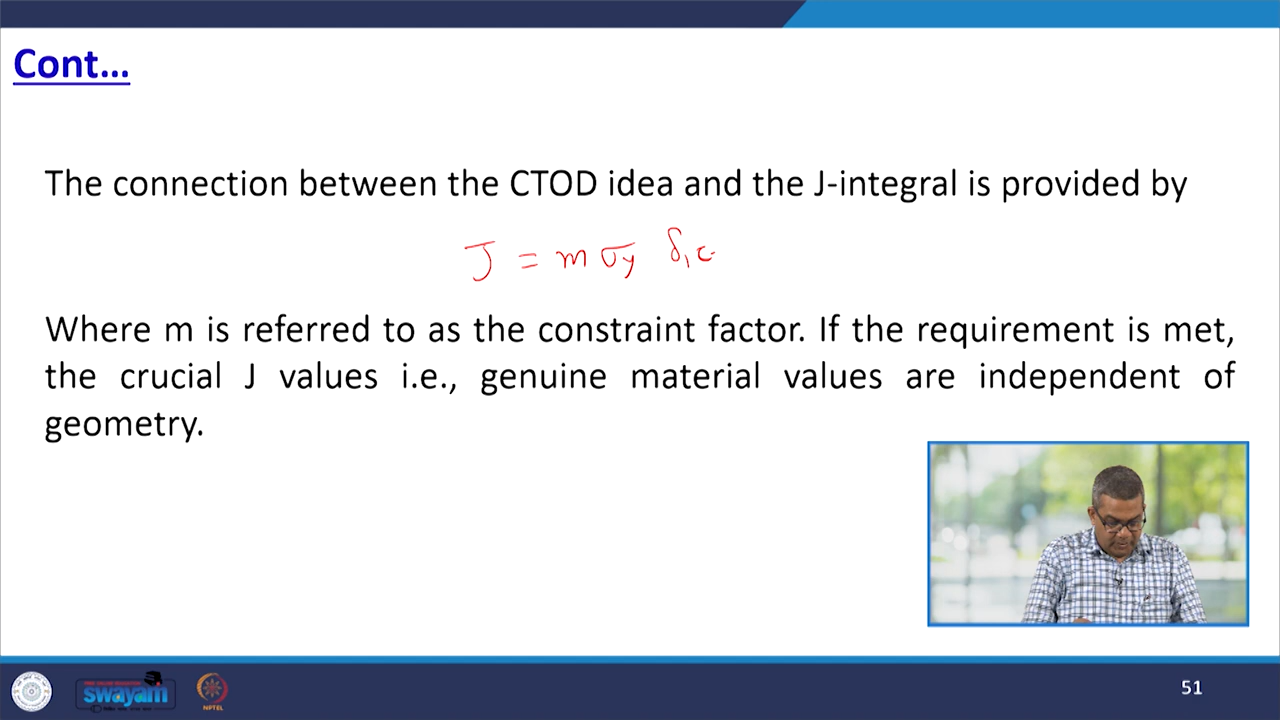 Cont...
The connection between the CTOD idea and the J-integral is provided by
J = m σy δ1c
Where m is referred to as the constraint factor. If the requirement is met,
the crucial J values i.e., genuine material values are independent of
geometry.
swayam
NPTEL
51